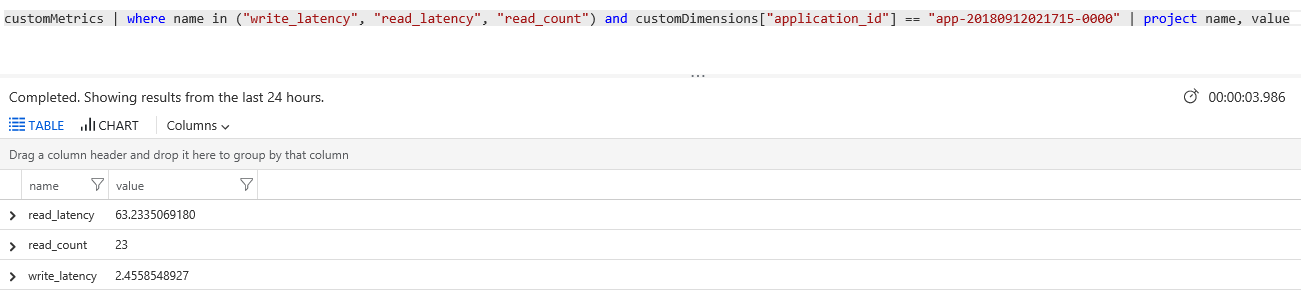 customMetrics | where name in ("write_latency", "read_latency", "read_count") and customDimensions["application_id"] == "app-20180912021715-0000" | project name, value
...
Completed. Showing results from the last 24 hours. 00:00:03.986
TABLE CHART Columns
Drag a column header and drop it here to group by that column
name value
read_latency 63.2335069180
read_count 23
write_latency 2.4558548927